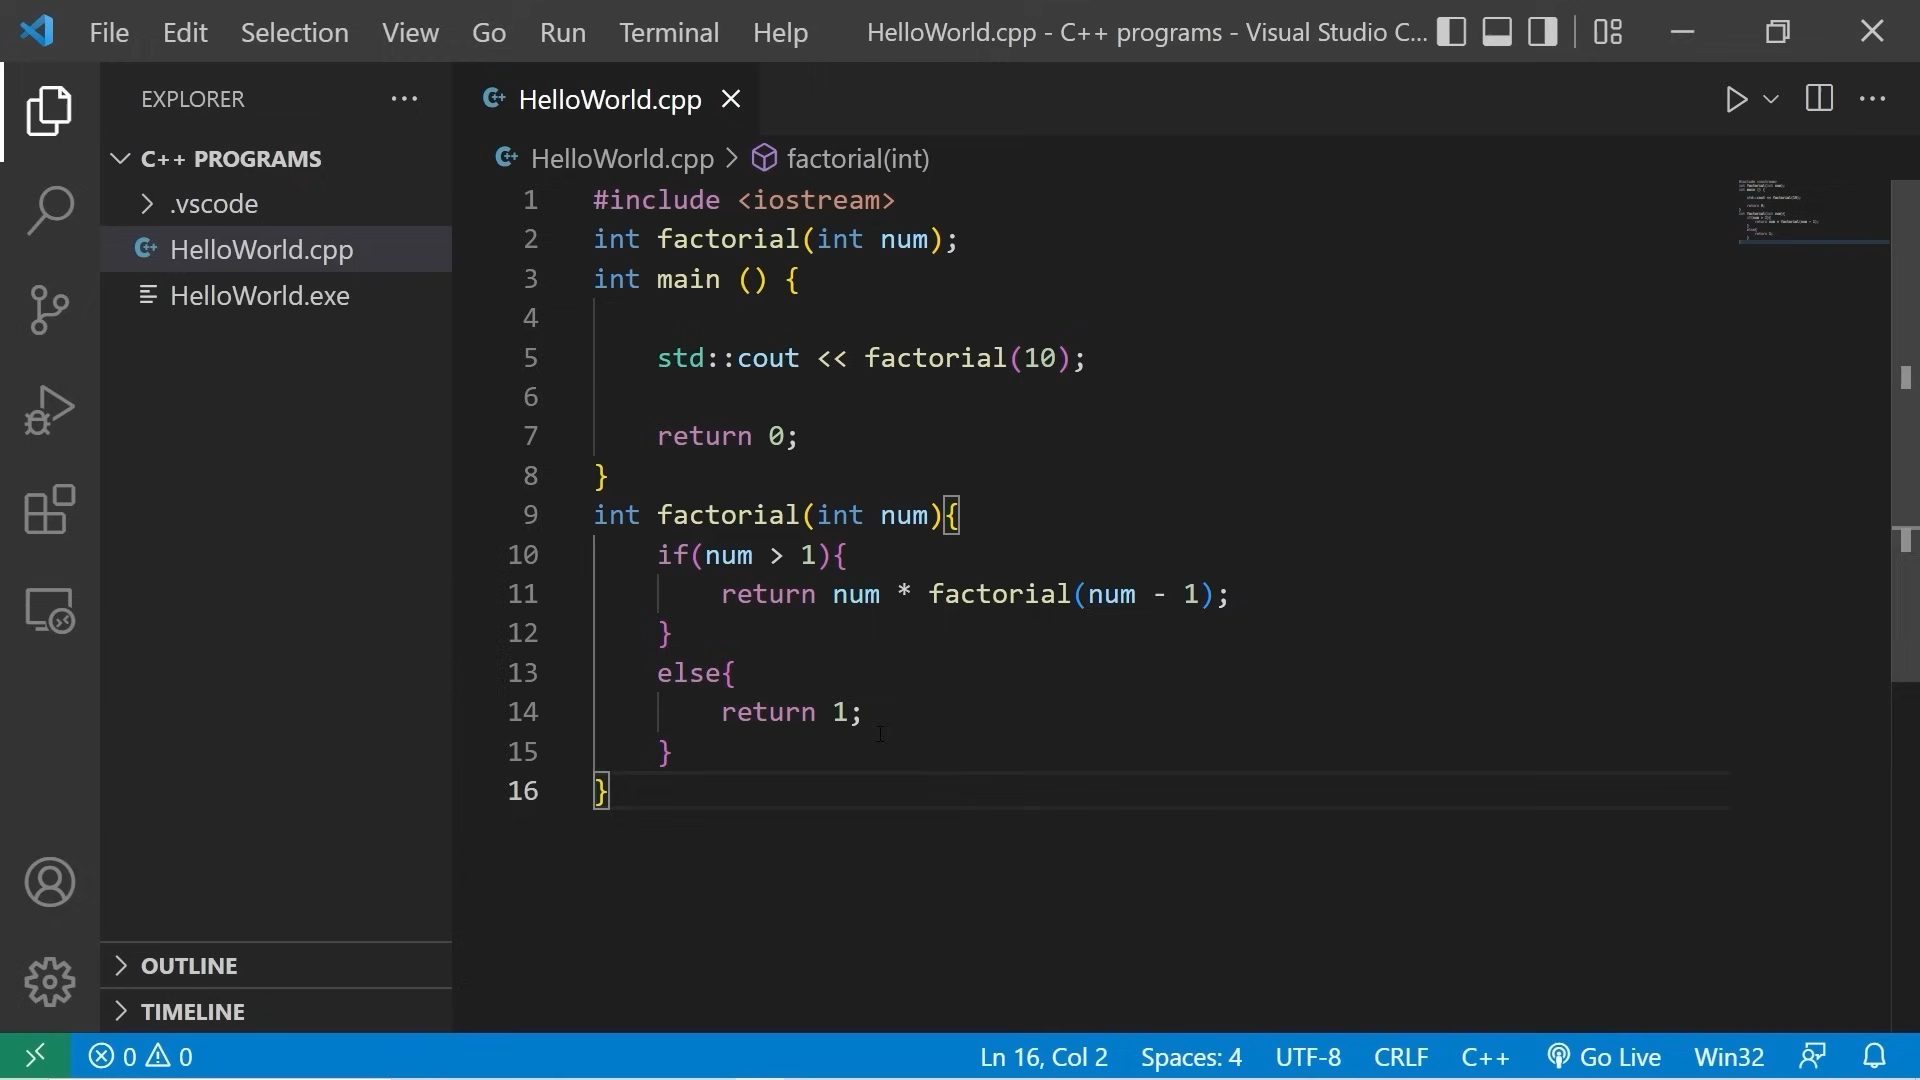 File Edit Selection View Go Run Terminal Help HelloWorld.cpp - C++ programs - Visual Studio C...
EXPLORER
C++ PROGRAMS
.vscode
HelloWorld.cpp
HelloWorld.exe
OUTLINE
TIMELINE
HelloWorld.cpp
HelloWorld.cpp > factorial(int)
1 #include <iostream>
2 int factorial(int num);
3 int main () {
4
5     std::cout << factorial(10);
6
7     return 0;
8 }
9 int factorial(int num){
10     if(num > 1){
11         return num * factorial(num - 1);
12     }
13     else{
14         return 1;
15     }
16 }
0 0 Ln 16, Col 2 Spaces: 4 UTF-8 CRLF C++ Go Live Win32